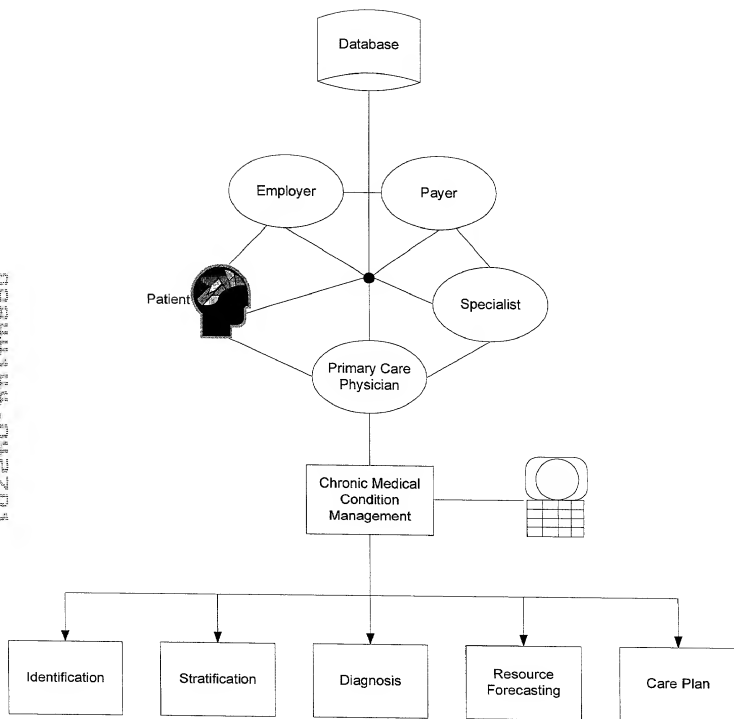 Database
Employer
Payer
Patient
Specialist
Primary Care
Physician
Chronic Medical
Condition
Management
Identification
Stratification
Diagnosis
Resource
Forecasting
Care Plan